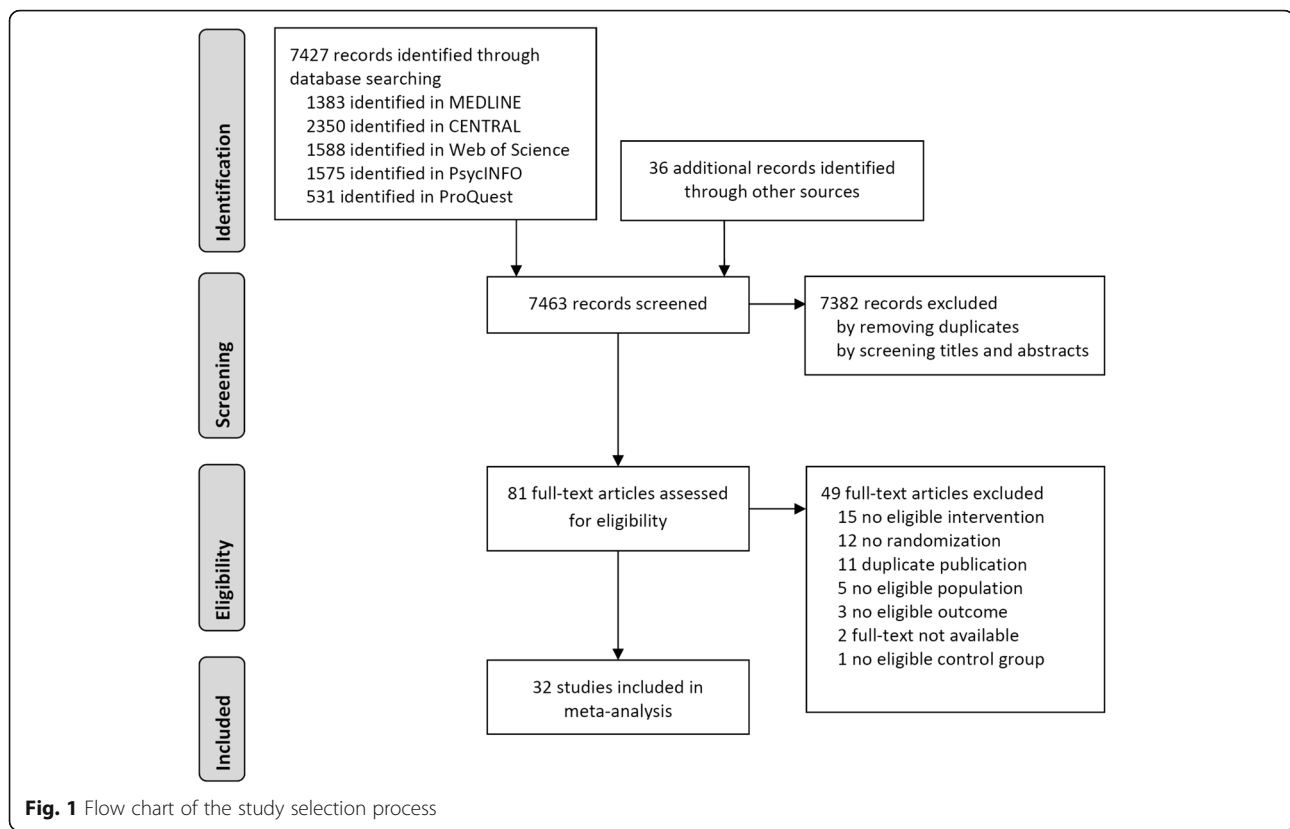 Identification
7427 records identified through
database searching
1383 identified in MEDLINE
2350 identified in CENTRAL
1588 identified in Web of Science
1575 identified in PsycINFO
531 identified in ProQuest
36 additional records identified
through other sources
Screening
7463 records screened
7382 records excluded
by removing duplicates
by screening titles and abstracts
Eligibility
81 full-text articles assessed
for eligibility
49 full-text articles excluded
15 no eligible intervention
12 no randomization
11 duplicate publication
5 no eligible population
3 no eligible outcome
2 full-text not available
1 no eligible control group
Included
32 studies included in
meta-analysis
Fig. 1 Flow chart of the study selection process